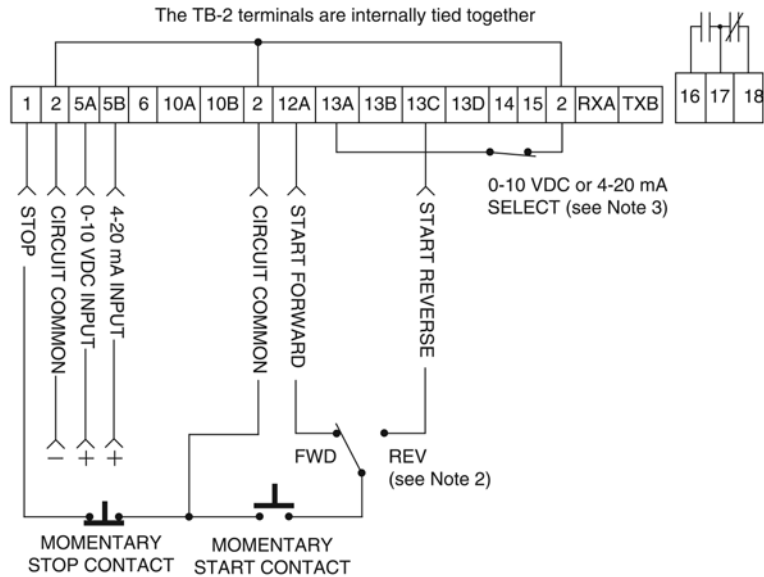 The TB-2 terminals are internally tied together
1 2 5A 5B 6 10A 10B 2 12A 13A 13B 13C 13D 14 15 2 RXA TXB
16 17 18
0-10 VDC or 4-20 mA
SELECT (see Note 3)
STOP
CIRCUIT COMMON
0-10 VDC INPUT
4-20 mA INPUT
CIRCUIT COMMON
START FORWARD
START REVERSE
− + +
FWD
REV
(see Note 2)
MOMENTARY
STOP CONTACT
MOMENTARY
START CONTACT